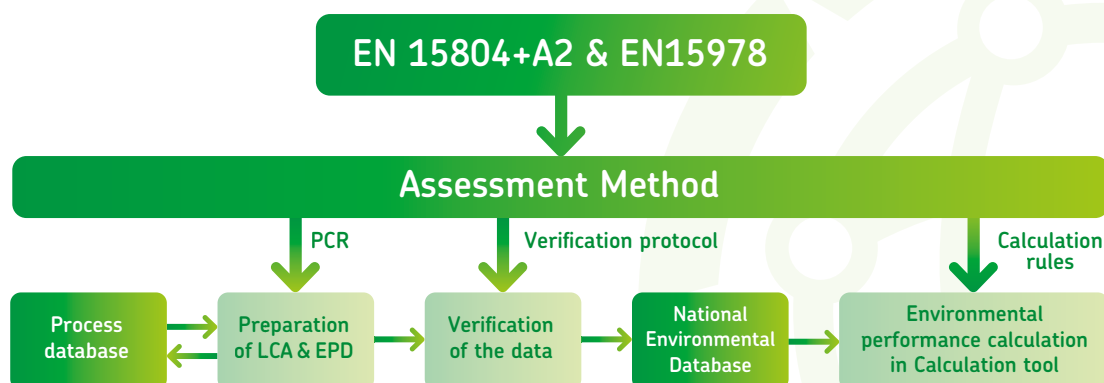 EN 15804+A2 & EN15978
Assessment Method
PCR
Verification protocol
Calculation
rules
Process
database
Preparation
of LCA & EPD
Verification
of the data
National
Environmental
Database
Environmental
performance calculation
in Calculation tool